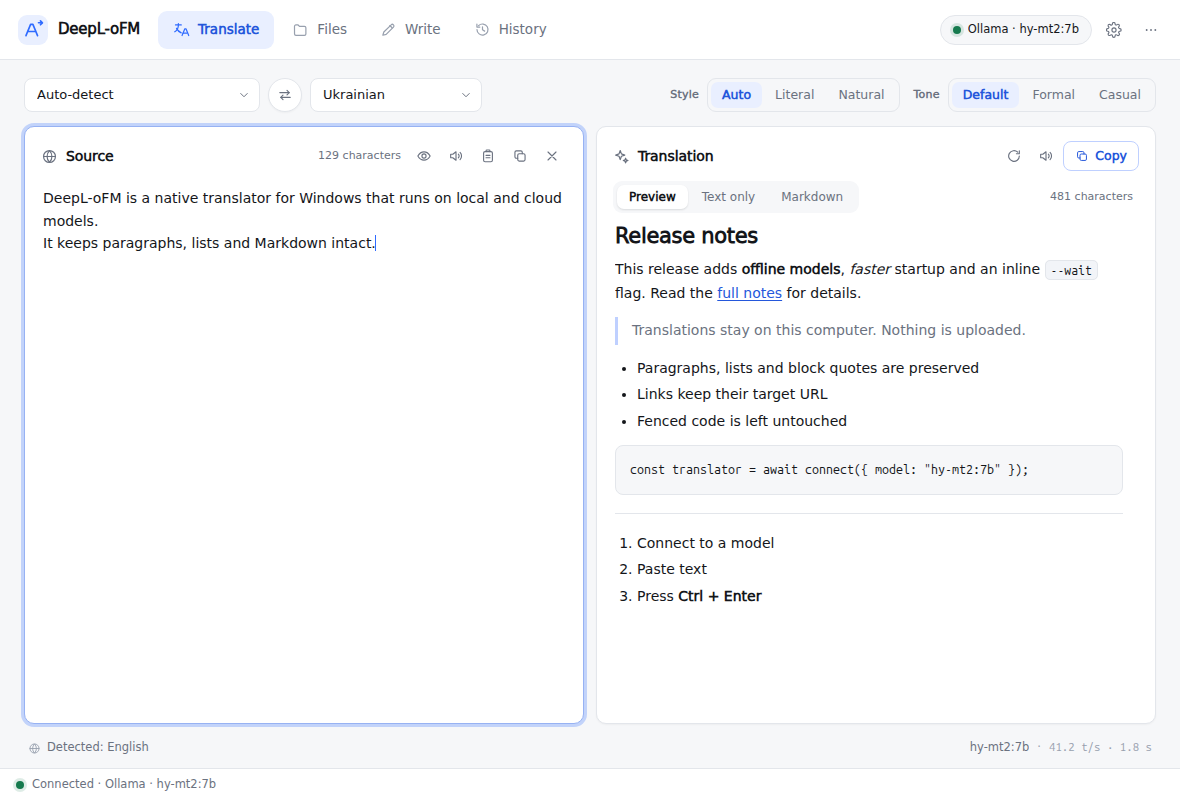 DeepL-oFM
Translate
Files
Write
History
Ollama · hy-mt2:7b
Auto-detect
Ukrainian
Style
Auto
Literal
Natural
Tone
Default
Formal
Casual
Source
129 characters
DeepL-oFM is a native translator for Windows that runs on local and cloud
models.
It keeps paragraphs, lists and Markdown intact.
Translation
Copy
Preview
Text only
Markdown
481 characters
Release notes
This release adds offline models, faster startup and an inline --wait
flag. Read the full notes for details.
Translations stay on this computer. Nothing is uploaded.
• Paragraphs, lists and block quotes are preserved
• Links keep their target URL
• Fenced code is left untouched
const translator = await connect({ model: "hy-mt2:7b" });
1. Connect to a model
2. Paste text
3. Press Ctrl + Enter
Detected: English
hy-mt2:7b · 41.2 t/s · 1.8 s
Connected · Ollama · hy-mt2:7b